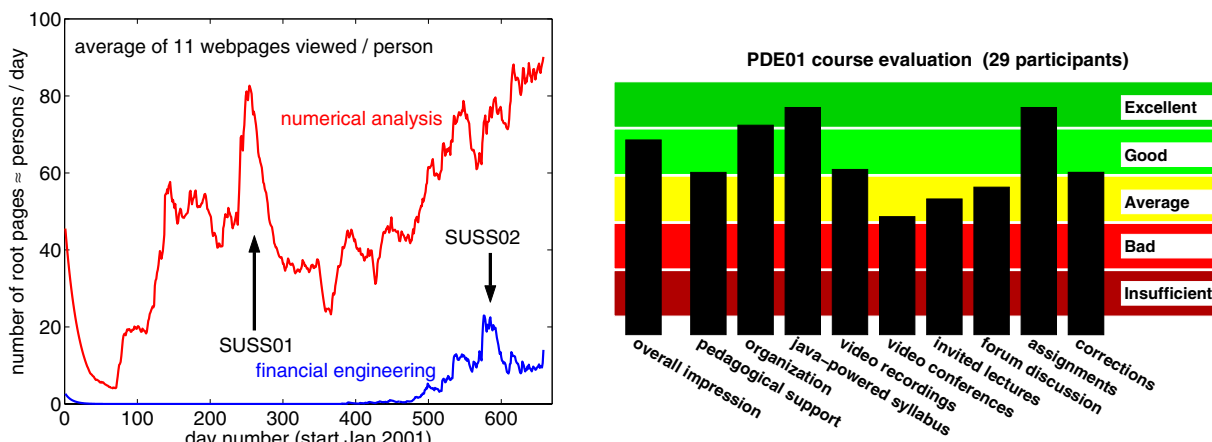 100
80
60
40
20
0
number of root pages ≈ persons / day
average of 11 webpages viewed / person
numerical analysis
SUSS02
SUSS01
financial engineering
0 100 200 300 400 500 600
day number (start Jan 2001)
PDE01 course evaluation (29 participants)
Excellent
Good
Average
Bad
Insufficient
overall impression
pedagogical support
organization
java–powered syllabus
video recordings
video conferences
invited lectures
forum discussion
assignments
corrections